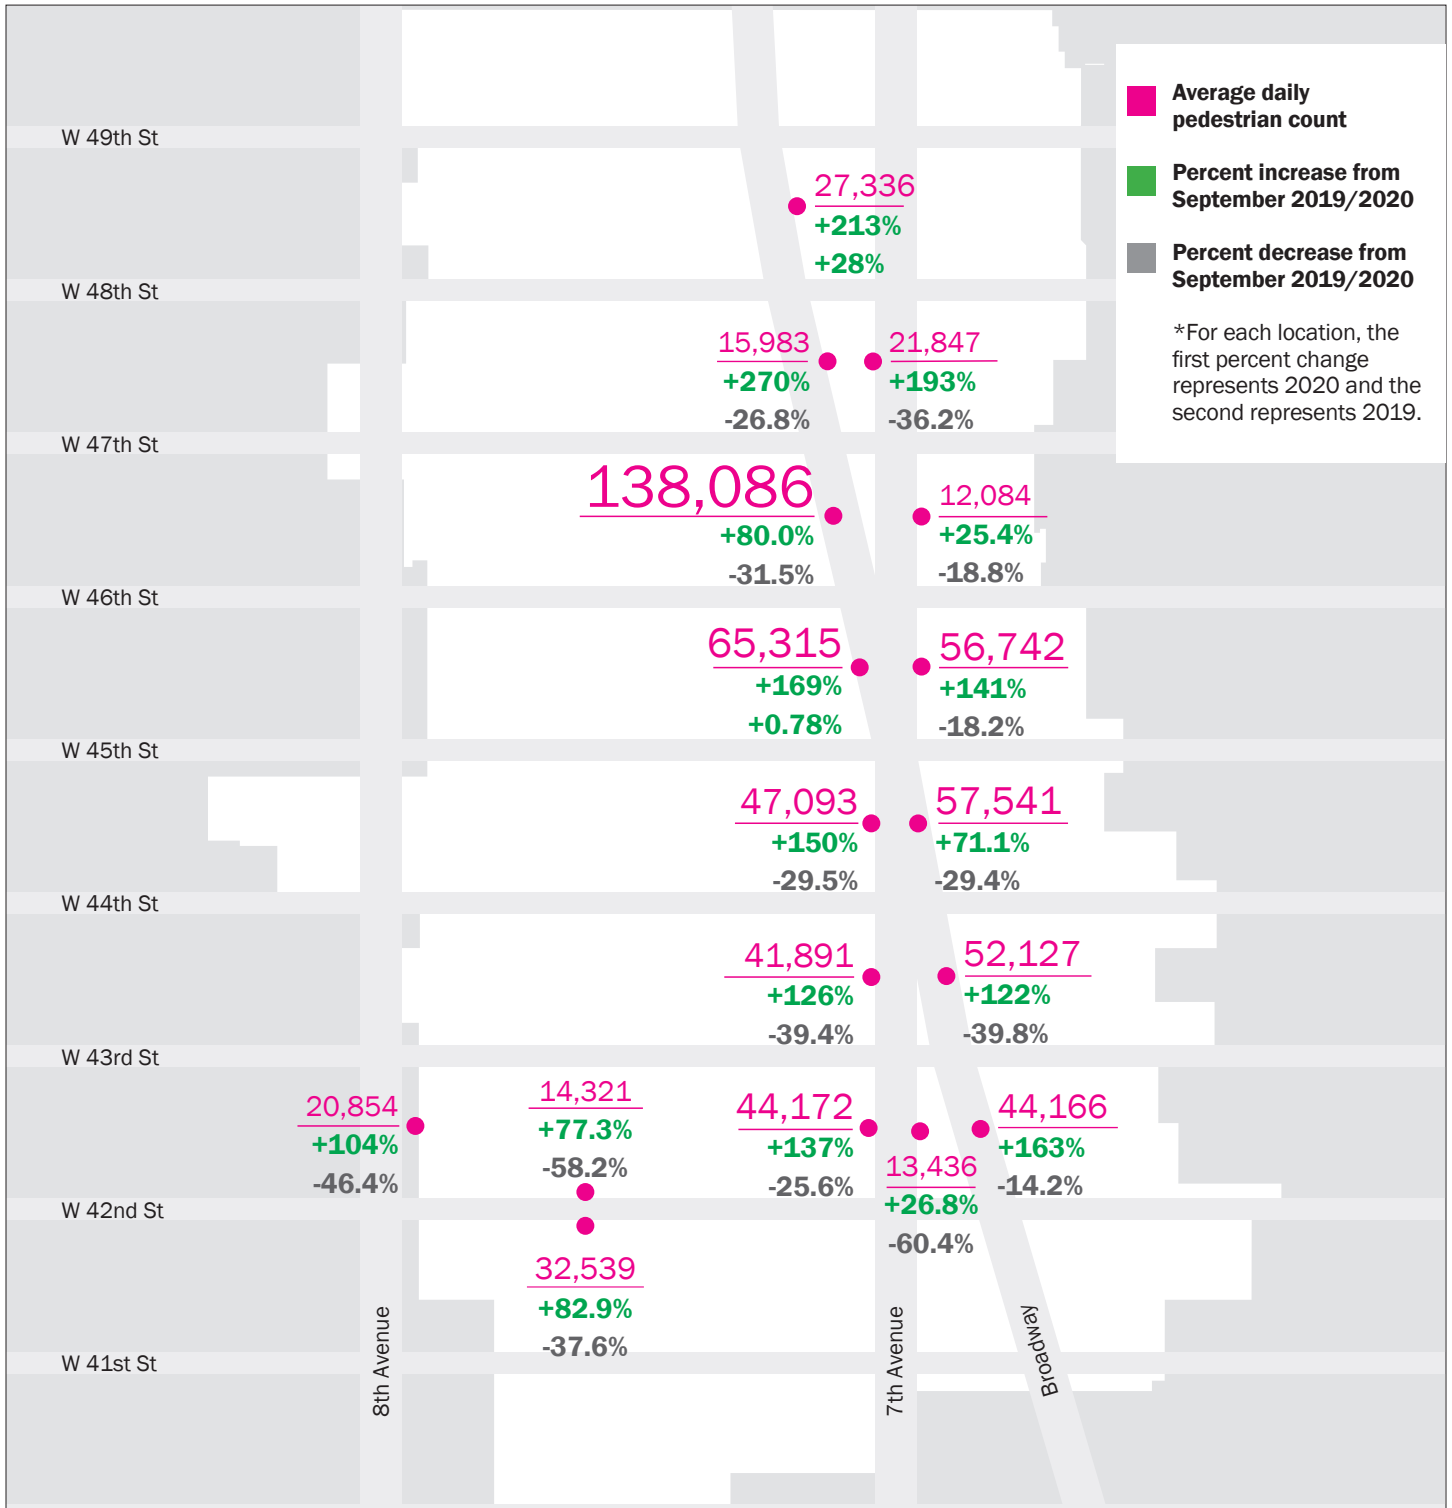 Average daily
pedestrian count
Percent increase from
September 2019/2020
Percent decrease from
September 2019/2020
*For each location, the
first percent change
represents 2020 and the
second represents 2019.
W 49th St
27,336
+213%
+28%
W 48th St
15,983
+270%
-26.8%
21,847
+193%
-36.2%
W 47th St
138,086
+80.0%
-31.5%
12,084
+25.4%
-18.8%
W 46th St
65,315
+169%
+0.78%
56,742
+141%
-18.2%
W 45th St
47,093
+150%
-29.5%
57,541
+71.1%
-29.4%
W 44th St
41,891
+126%
-39.4%
52,127
+122%
-39.8%
W 43rd St
20,854
+104%
-46.4%
14,321
+77.3%
-58.2%
44,172
+137%
-25.6%
13,436
+26.8%
-60.4%
44,166
+163%
-14.2%
W 42nd St
32,539
+82.9%
-37.6%
W 41st St
8th Avenue
7th Avenue
Broadway